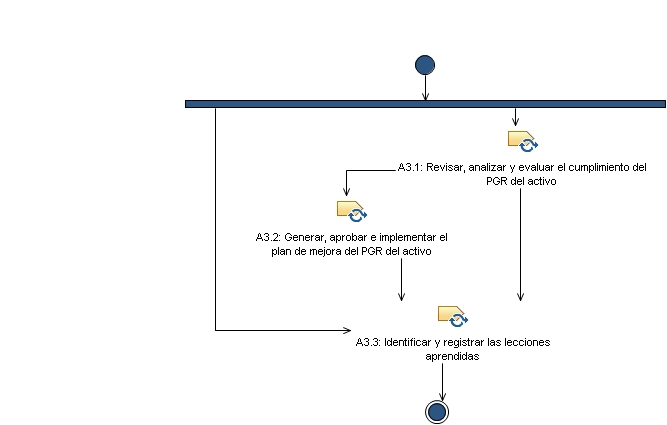 A3.1: Revisar, analizar y evaluar el cumplimiento del
PGR del activo
A3.2: Generar, aprobar e implementar el
plan de mejora del PGR del activo
A3.3: Identificar y registrar las lecciones
aprendidas